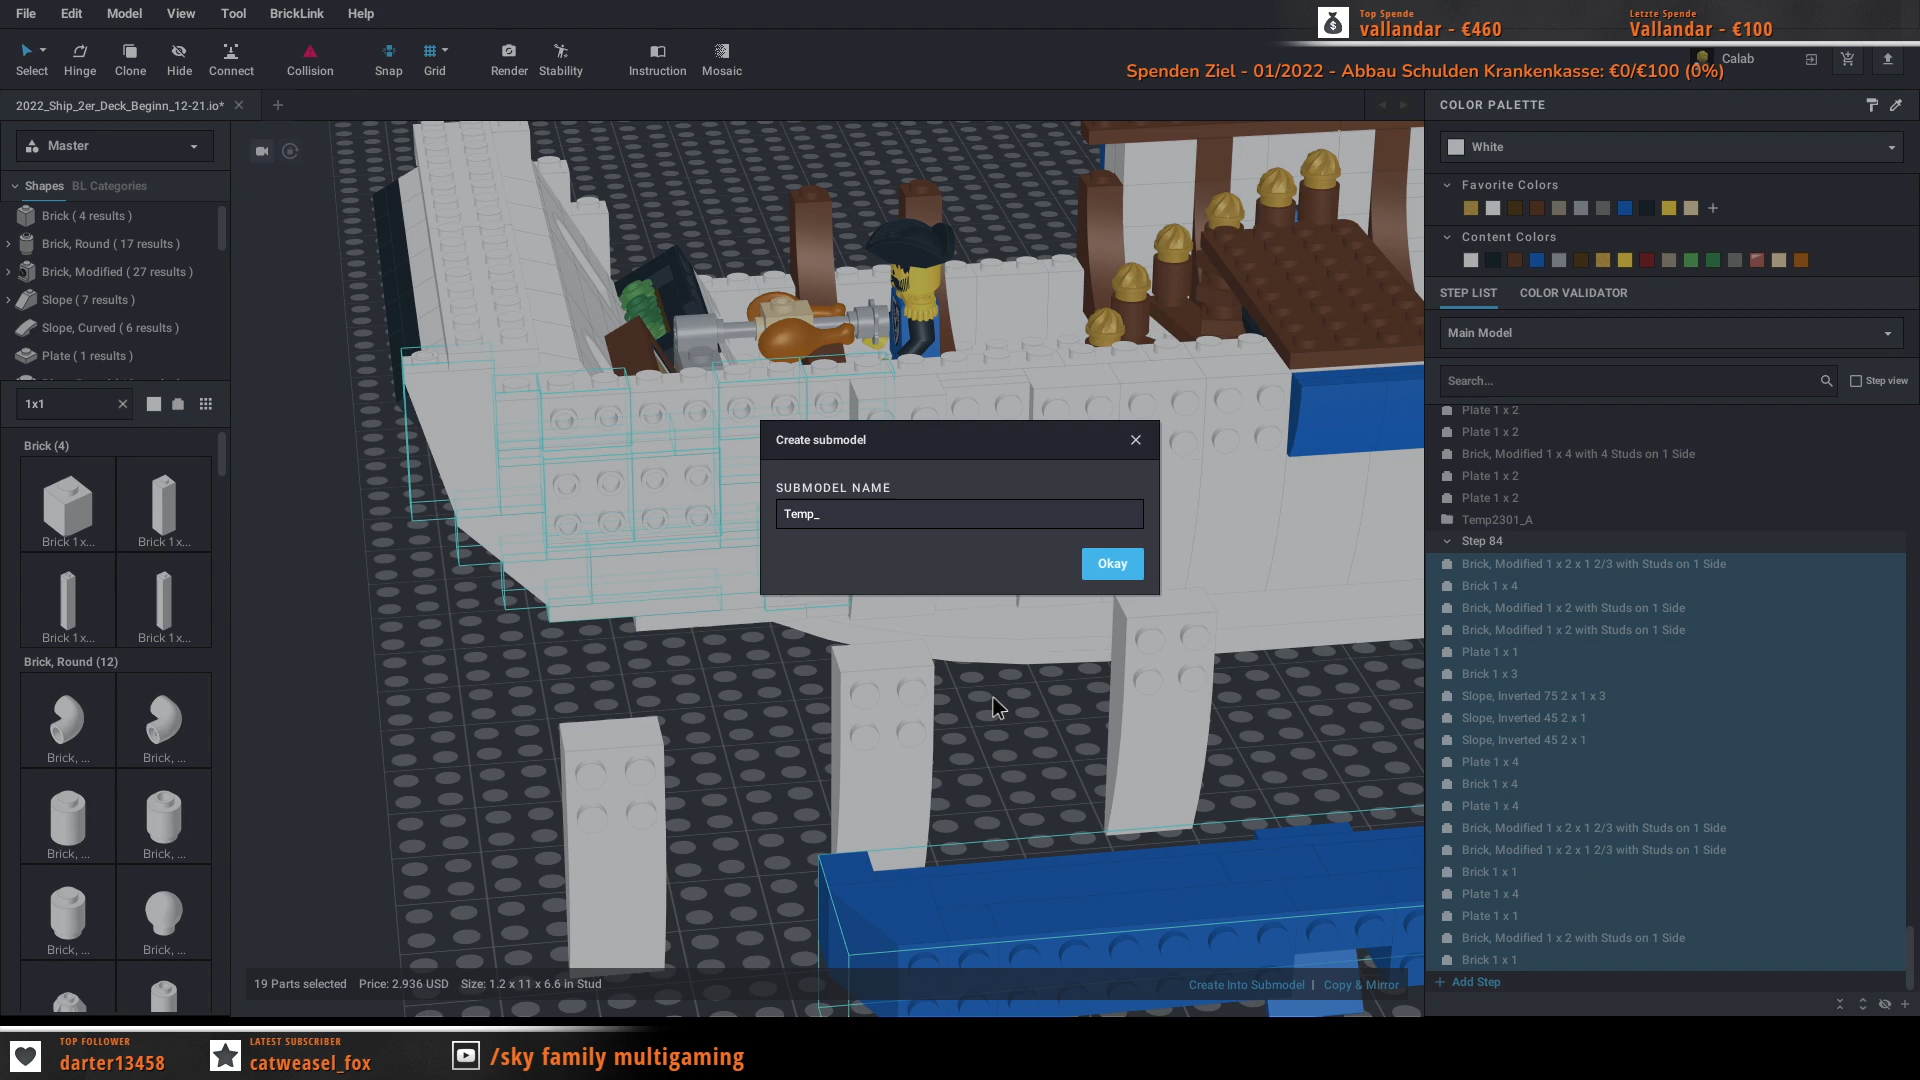 File Edit Model View Tool BrickLink Help
Top Spende
vallandar - €460
Letzte Spende
Vallandar - €100
Select Hinge Clone Hide Connect Collision Snap Grid Render Stability Instruction Mosaic
Spenden Ziel - 01/2022 - Abbau Schulden Krankenkasse: €0/€100 (0%)
Calab
2022_Ship_2er_Deck_Beginn_12-21.io*
Master
Shapes BL Categories
Brick ( 4 results )
Brick, Round ( 17 results )
Brick, Modified ( 27 results )
Slope ( 7 results )
Slope, Curved ( 6 results )
Plate ( 1 results )
1x1
Brick (4)
Brick 1x... Brick 1x...
Brick 1x... Brick 1x...
Brick, Round (12)
Brick, ... Brick, ...
Brick, ... Brick, ...
Brick, ... Brick, ...
Create submodel
SUBMODEL NAME
Temp_
Okay
19 Parts selected Price: 2.936 USD Size: 1.2 x 11 x 6.6 in Stud
Create Into Submodel | Copy & Mirror
COLOR PALETTE
White
Favorite Colors
Content Colors
STEP LIST COLOR VALIDATOR
Main Model
Search...
Step view
Plate 1 x 2
Plate 1 x 2
Brick, Modified 1 x 4 with 4 Studs on 1 Side
Plate 1 x 2
Plate 1 x 2
Temp2301_A
Step 84
Brick, Modified 1 x 2 x 1 2/3 with Studs on 1 Side
Brick 1 x 4
Brick, Modified 1 x 2 with Studs on 1 Side
Brick, Modified 1 x 2 with Studs on 1 Side
Plate 1 x 1
Brick 1 x 3
Slope, Inverted 75 2 x 1 x 3
Slope, Inverted 45 2 x 1
Slope, Inverted 45 2 x 1
Plate 1 x 4
Brick 1 x 4
Plate 1 x 4
Brick, Modified 1 x 2 x 1 2/3 with Studs on 1 Side
Brick, Modified 1 x 2 x 1 2/3 with Studs on 1 Side
Brick 1 x 1
Plate 1 x 4
Plate 1 x 1
Brick, Modified 1 x 2 with Studs on 1 Side
Brick 1 x 1
Add Step
TOP FOLLOWER
darter13458
LATEST SUBSCRIBER
catweasel_fox
/sky family multigaming